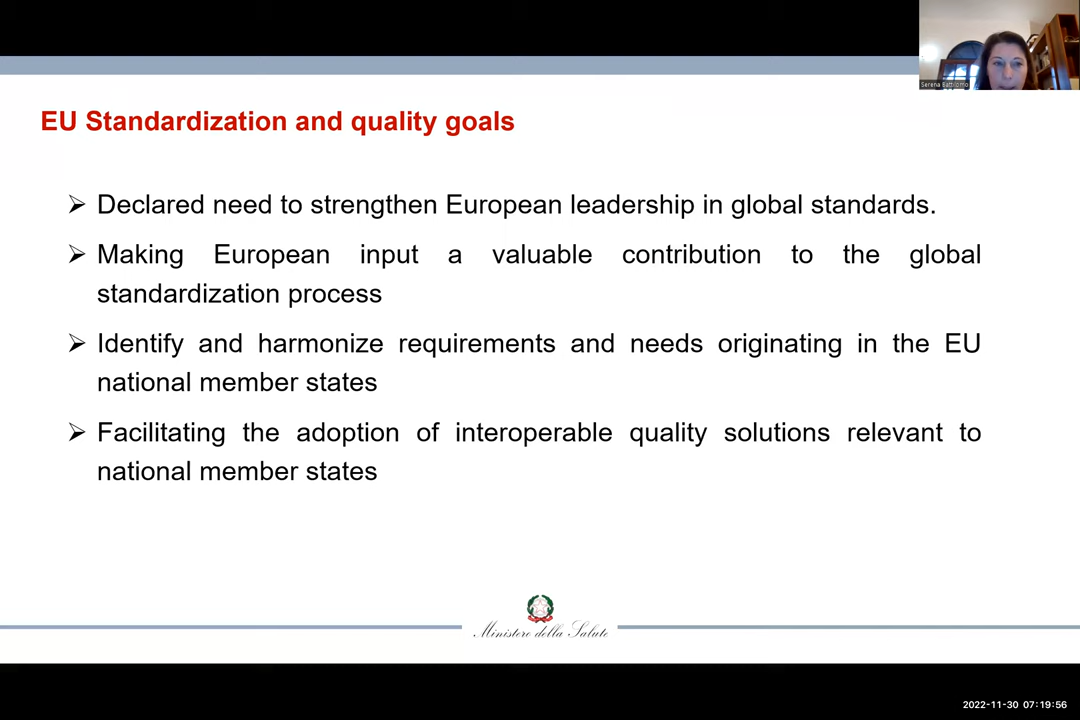 Serena Battilomo
EU Standardization and quality goals
➢ Declared need to strengthen European leadership in global standards.
➢ Making European input a valuable contribution to the global
standardization process
➢ Identify and harmonize requirements and needs originating in the EU
national member states
➢ Facilitating the adoption of interoperable quality solutions relevant to
national member states
Ministero della Salute
2022-11-30 07:19:56